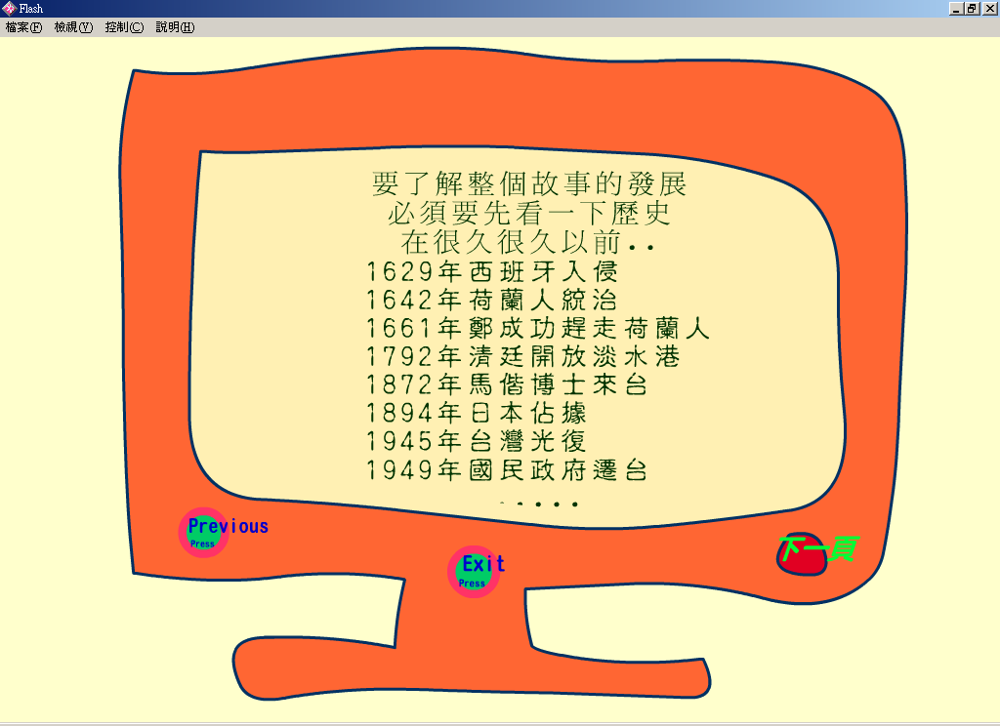 Flash
檔案(F) 檢視(V) 控制(C) 說明(H)
要了解整個故事的發展
必須要先看一下歷史
在很久很久以前..
1629年西班牙入侵
1642年荷蘭人統治
1661年鄭成功趕走荷蘭人
1792年清廷開放淡水港
1872年馬偕博士來台
1894年日本佔據
1945年台灣光復
1949年國民政府遷台
.....
Previous
Press
Exit
Press
下一頁